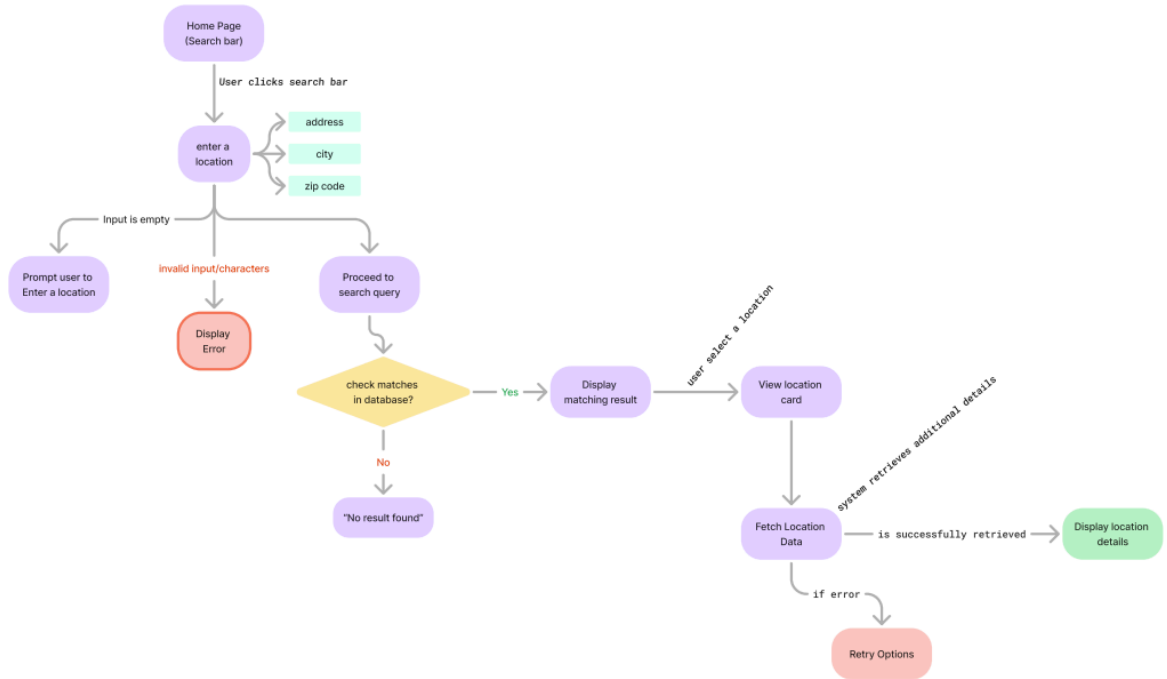 Home Page
(Search bar)
User clicks search bar
address
enter a
location
city
zip code
Input is empty
Prompt user to
Enter a location
invalid input/characters
Proceed to
search query
Display
Error
check matches
in database?
Yes
Display
matching result
user select a location
View location
card
No
"No result found"
system retrieves additional details
Fetch Location
Data
is successfully retrieved
Display location
details
if error
Retry Options